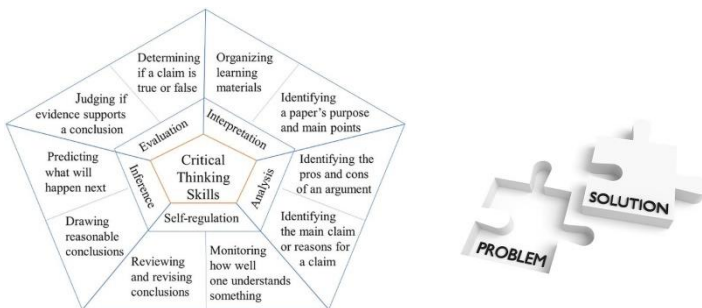 Determining
if a claim is
true or false
Organizing
learning
materials
Judging if
evidence supports
a conclusion
Identifying
a paper's purpose
and main points
Evaluation
Interpretation
Predicting
what will
happen next
Critical
Thinking
Skills
Identifying the
pros and cons
of an argument
Inference
Analysis
Drawing
reasonable
conclusions
Self-regulation
Identifying
the main claim
or reasons for
a claim
Reviewing
and revising
conclusions
Monitoring
how well
one understands
something
SOLUTION
PROBLEM